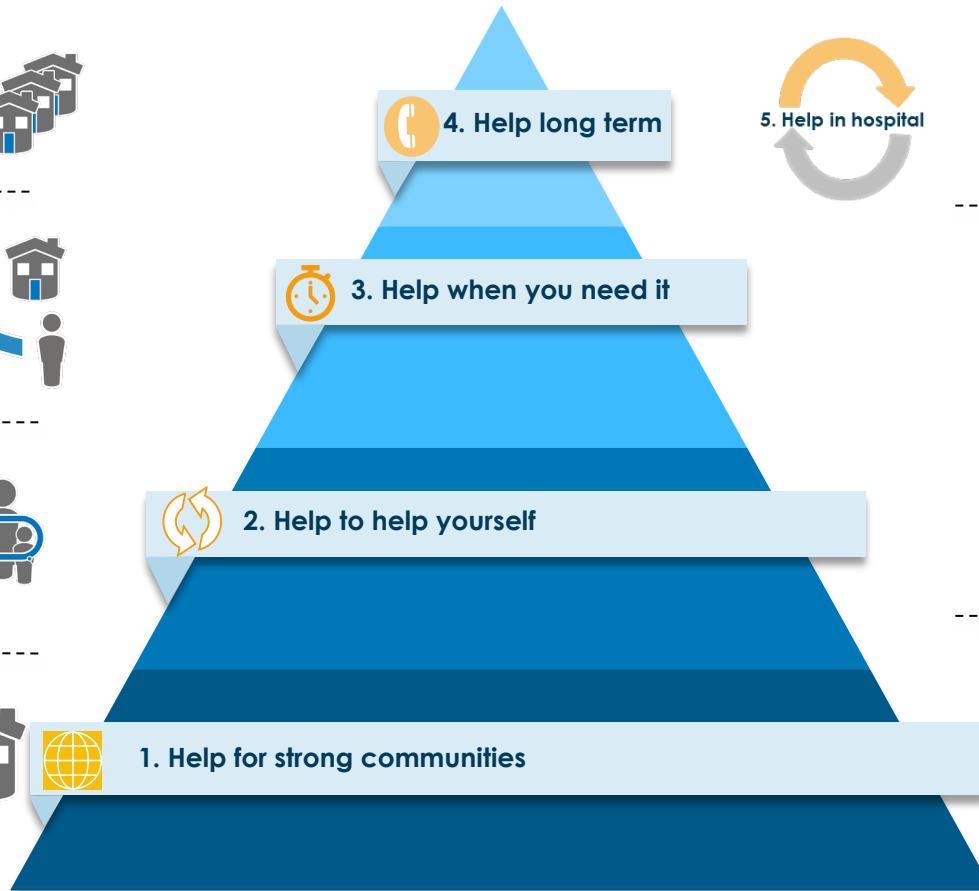 4. Help long term
5. Help in hospital
3. Help when you need it
2. Help to help yourself
1. Help for strong communities